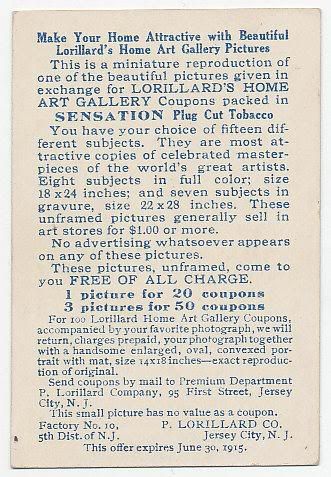 Make Your Home Attractive with Beautiful
Lorillard's Home Art Gallery Pictures
This is a miniature reproduction of
one of the beautiful pictures given in
exchange for LORILLARD'S HOME
ART GALLERY Coupons packed in
SENSATION Plug Cut Tobacco
You have your choice of fifteen dif-
ferent subjects. They are most at-
tractive copies of celebrated master-
pieces of the world's great artists.
Eight subjects in full color; size
18x24 inches; and seven subjects in
gravure, size 22x28 inches. These
unframed pictures generally sell in
art stores for $1.00 or more.
No advertising whatsoever appears
on any of these pictures.
These pictures, unframed, come to
you FREE OF ALL CHARGE.
1 picture for 20 coupons
3 pictures for 50 coupons
For 100 Lorillard Home Art Gallery Coupons,
accompanied by your favorite photograph, we will
return, charges prepaid, your photograph together
with a handsome enlarged, oval, convexed por-
trait with mat, size 14x18 inches—exact reproduc-
tion of original.
Send coupons by mail to Premium Department
P. Lorillard Company, 95 First Street, Jersey
City, N. J.
This small picture has no value as a coupon.
Factory No. 10, P. LORILLARD CO.
5th Dist. of N. J. Jersey City, N. J.
This offer expires June 30, 1915.